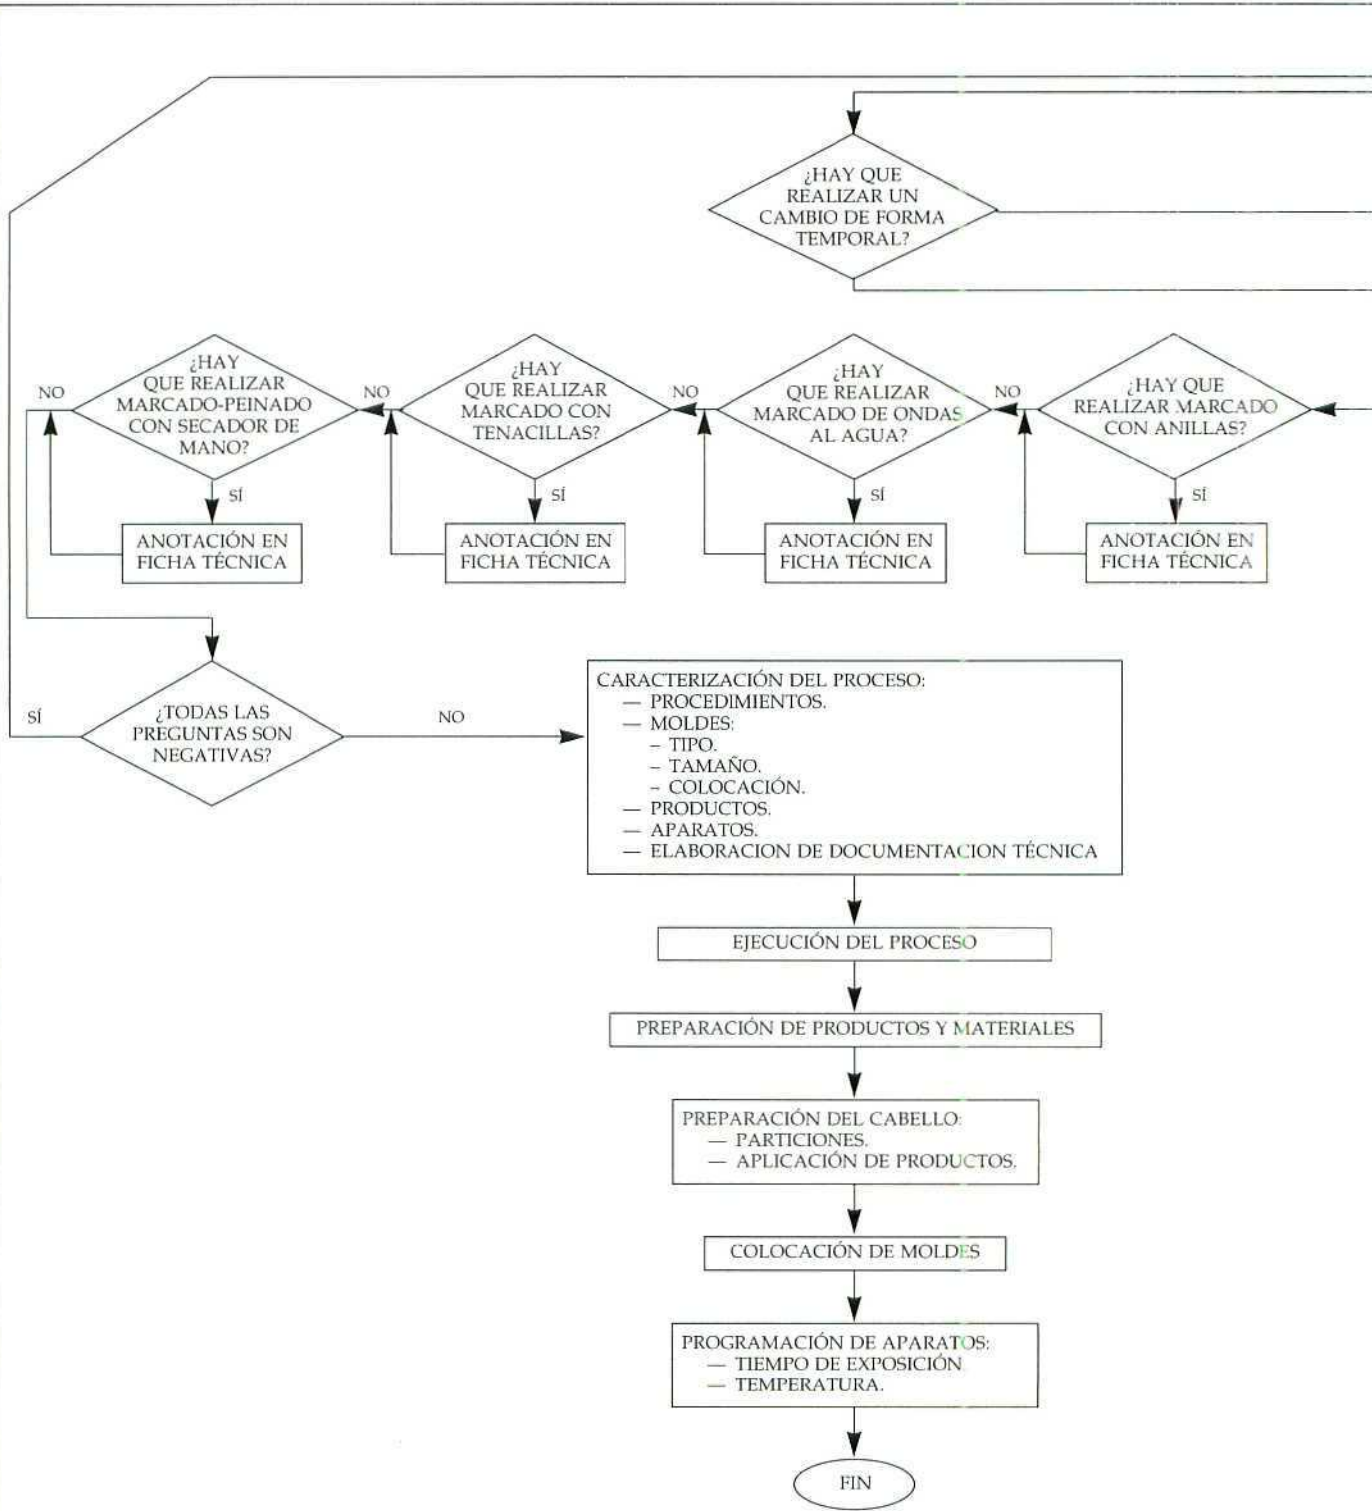 ¿HAY QUE
REALIZAR UN
CAMBIO DE FORMA
TEMPORAL?
¿HAY
QUE REALIZAR
MARCADO-PEINADO
CON SECADOR DE
MANO?
NO
SÍ
ANOTACIÓN EN
FICHA TÉCNICA
¿HAY
QUE REALIZAR
MARCADO CON
TENACILLAS?
NO
SÍ
ANOTACIÓN EN
FICHA TÉCNICA
¿HAY
QUE REALIZAR
MARCADO DE ONDAS
AL AGUA?
NO
SÍ
ANOTACIÓN EN
FICHA TÉCNICA
¿HAY QUE
REALIZAR MARCADO
CON ANILLAS?
NO
SÍ
ANOTACIÓN EN
FICHA TÉCNICA
SÍ
¿TODAS LAS
PREGUNTAS SON
NEGATIVAS?
NO
CARACTERIZACIÓN DEL PROCESO:
— PROCEDIMIENTOS.
— MOLDES:
– TIPO.
– TAMAÑO.
– COLOCACIÓN.
— PRODUCTOS.
— APARATOS.
— ELABORACION DE DOCUMENTACION TÉCNICA
EJECUCIÓN DEL PROCESO
PREPARACIÓN DE PRODUCTOS Y MATERIALES
PREPARACIÓN DEL CABELLO:
— PARTICIONES.
— APLICACIÓN DE PRODUCTOS.
COLOCACIÓN DE MOLDES
PROGRAMACIÓN DE APARATOS:
— TIEMPO DE EXPOSICIÓN
— TEMPERATURA.
FIN